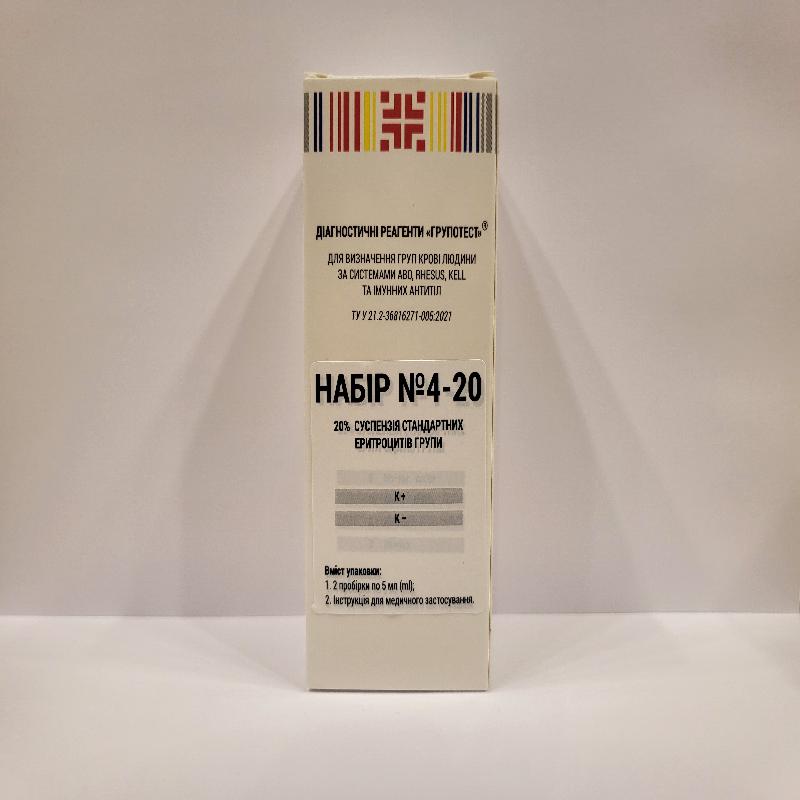 ДІАГНОСТИЧНІ РЕАГЕНТИ «ГРУПОТЕСТ»®
ДЛЯ ВИЗНАЧЕННЯ ГРУП КРОВІ ЛЮДИНИ
ЗА СИСТЕМАМИ АВО, RHESUS, KELL
ТА ІМУННИХ АНТИТІЛ
ТУ У 21.2-36816271-005:2021
НАБІР №4-20
20% СУСПЕНЗІЯ СТАНДАРТНИХ
ЕРИТРОЦИТІВ ГРУПИ
К+
К–
Вміст упаковки:
1. 2 пробірки по 5 мл (ml);
2. Інструкція для медичного застосування.